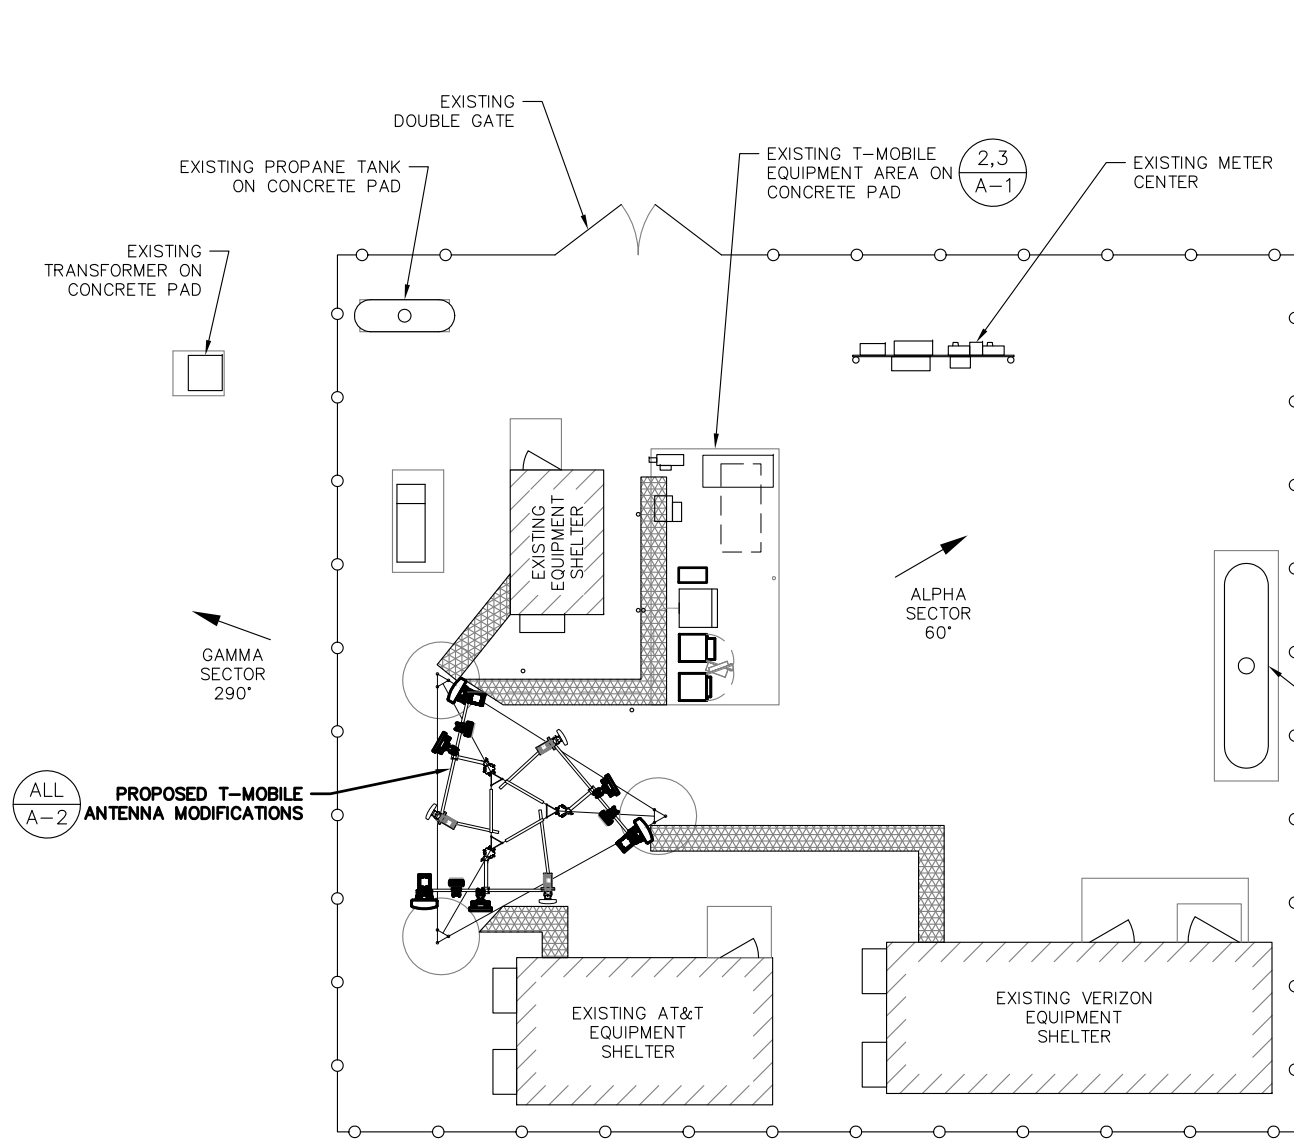 EXISTING
DOUBLE GATE
EXISTING PROPANE TANK
ON CONCRETE PAD
EXISTING T-MOBILE
EQUIPMENT AREA ON
CONCRETE PAD
2,3
A-1
EXISTING METER
CENTER
EXISTING
TRANSFORMER ON
CONCRETE PAD
EXISTING
EQUIPMENT
SHELTER
ALPHA
SECTOR
60°
GAMMA
SECTOR
290°
ALL
A-2
PROPOSED T-MOBILE
ANTENNA MODIFICATIONS
EXISTING AT&T
EQUIPMENT
SHELTER
EXISTING VERIZON
EQUIPMENT
SHELTER